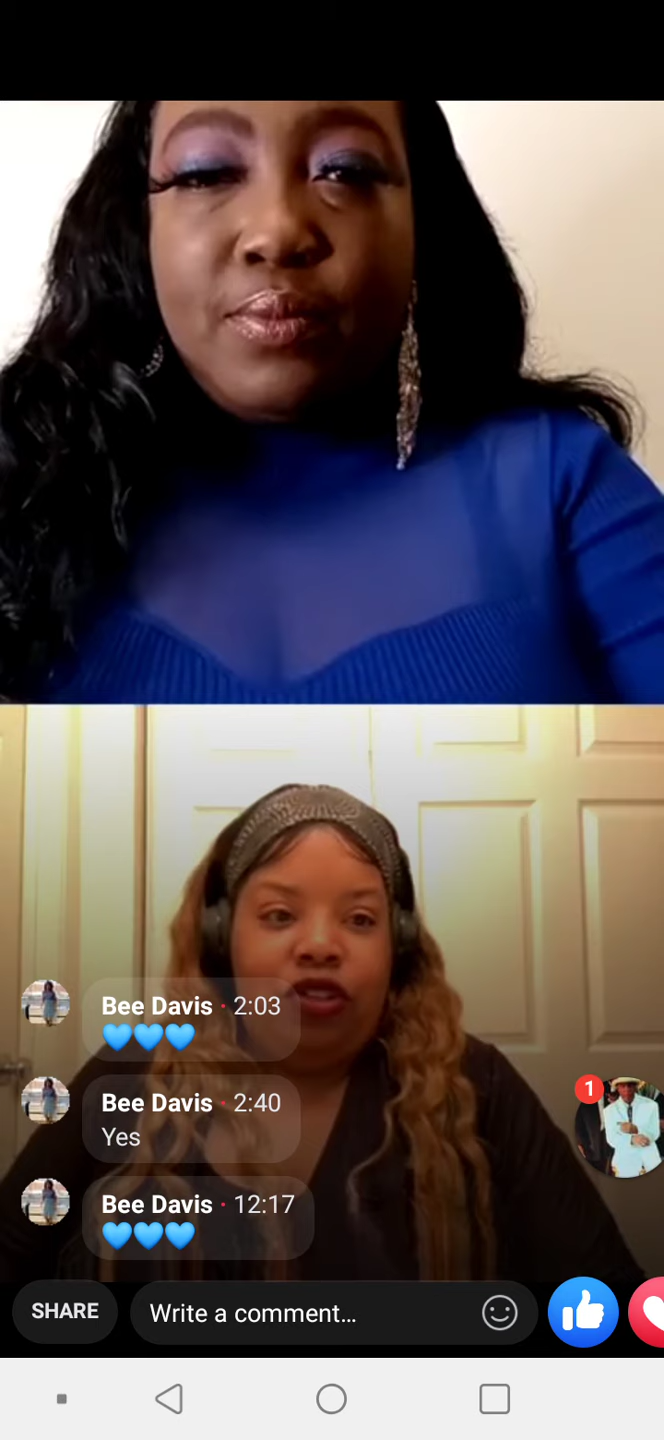 Bee Davis · 2:03
💙💙💙
Bee Davis · 2:40
Yes
Bee Davis · 12:17
💙💙💙
1
SHARE
Write a comment...